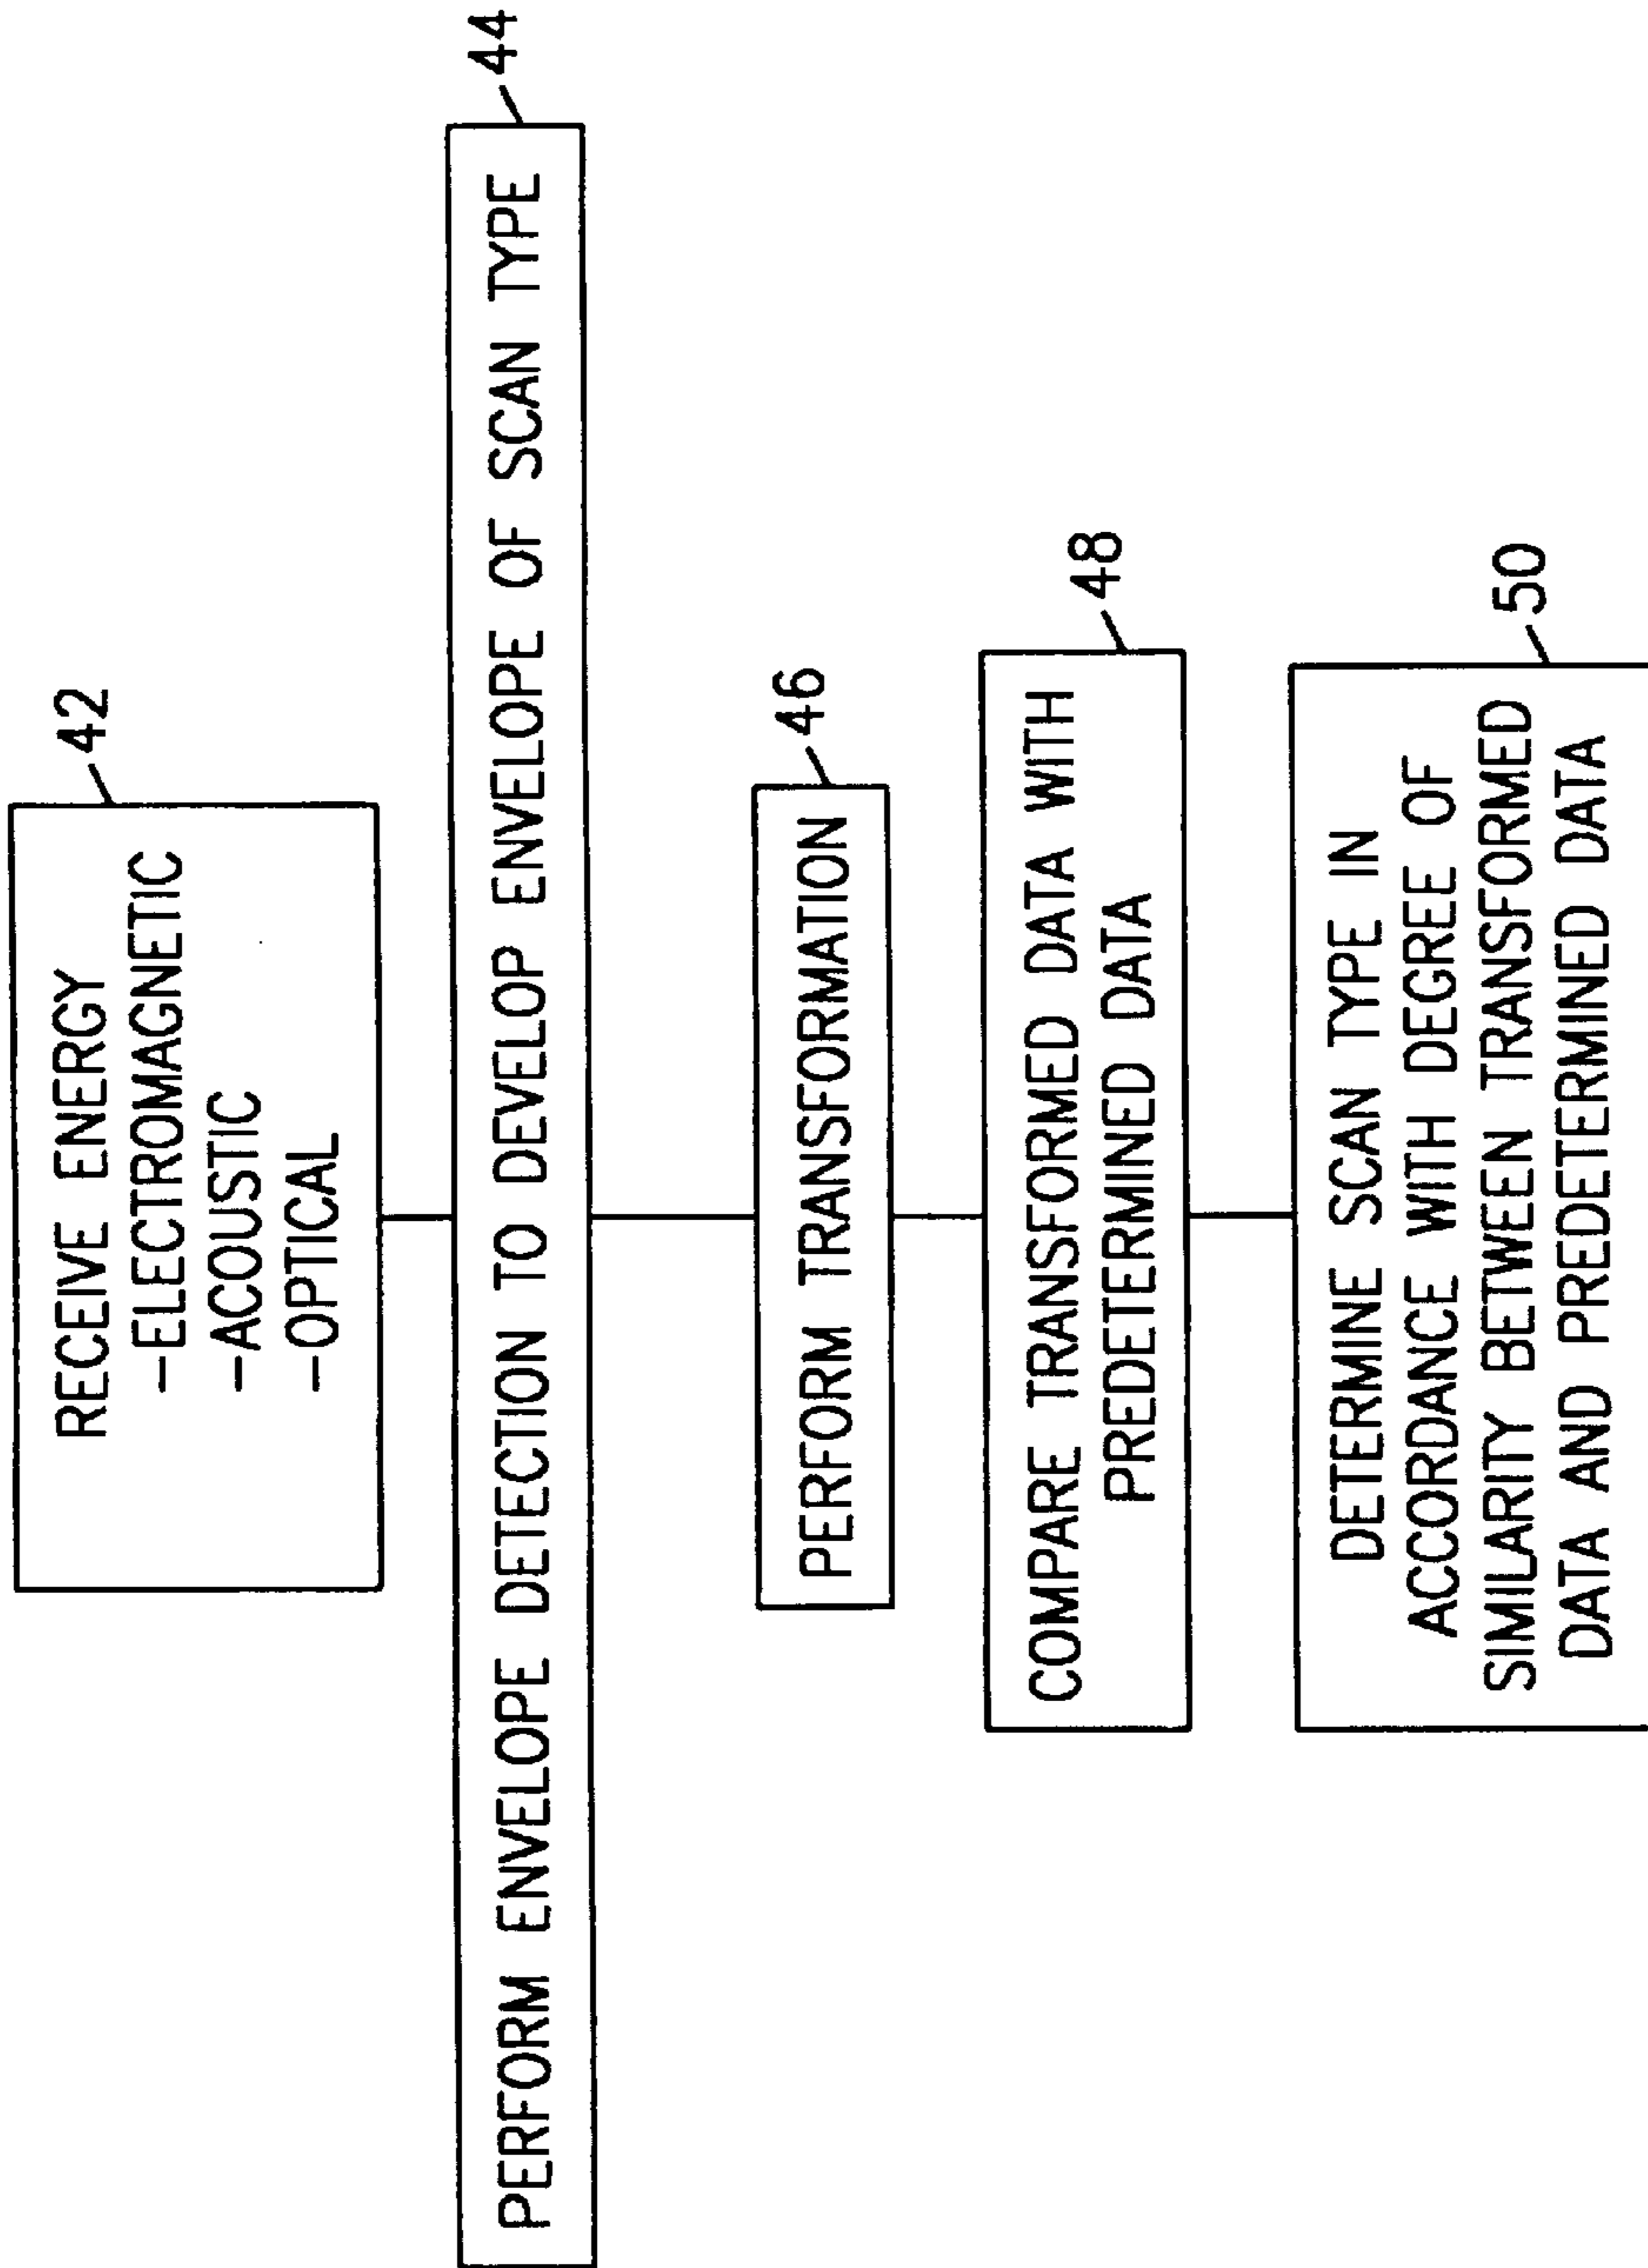 42
RECEIVE ENERGY
-ELECTROMAGNETIC
-ACOUSTIC
-OPTICAL
44
PERFORM ENVELOPE DETECTION TO DEVELOP ENVELOPE OF SCAN TYPE
46
PERFORM TRANSFORMATION
48
COMPARE TRANSFORMED DATA WITH
PREDETERMINED DATA
50
DETERMINE SCAN TYPE IN
ACCORDANCE WITH DEGREE OF
SIMILARITY BETWEEN TRANSFORMED
DATA AND PREDETERMINED DATA